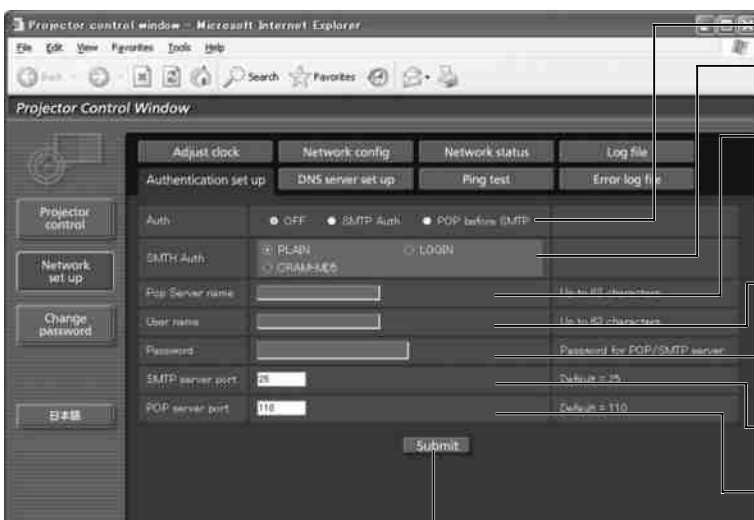 Projector control window - Microsoft Internet Explorer
File Edit View Favorites Tools Help
Back Search Favorites
Projector Control Window
Adjust clock Network config Network status Log file
Authentication set up DNS server set up Ping test Error log file
Projector control
Network set up
Change password
日本語
Auth OFF SMTP Auth POP before SMTP
SMTH Auth PLAIN LOGIN
CRAM-MD5
Pop Server name Up to 63 characters
User name Up to 63 characters
Password Password for POP/SMTP server
SMTP server port 25 Default = 25
POP server port 110 Default = 110
Submit